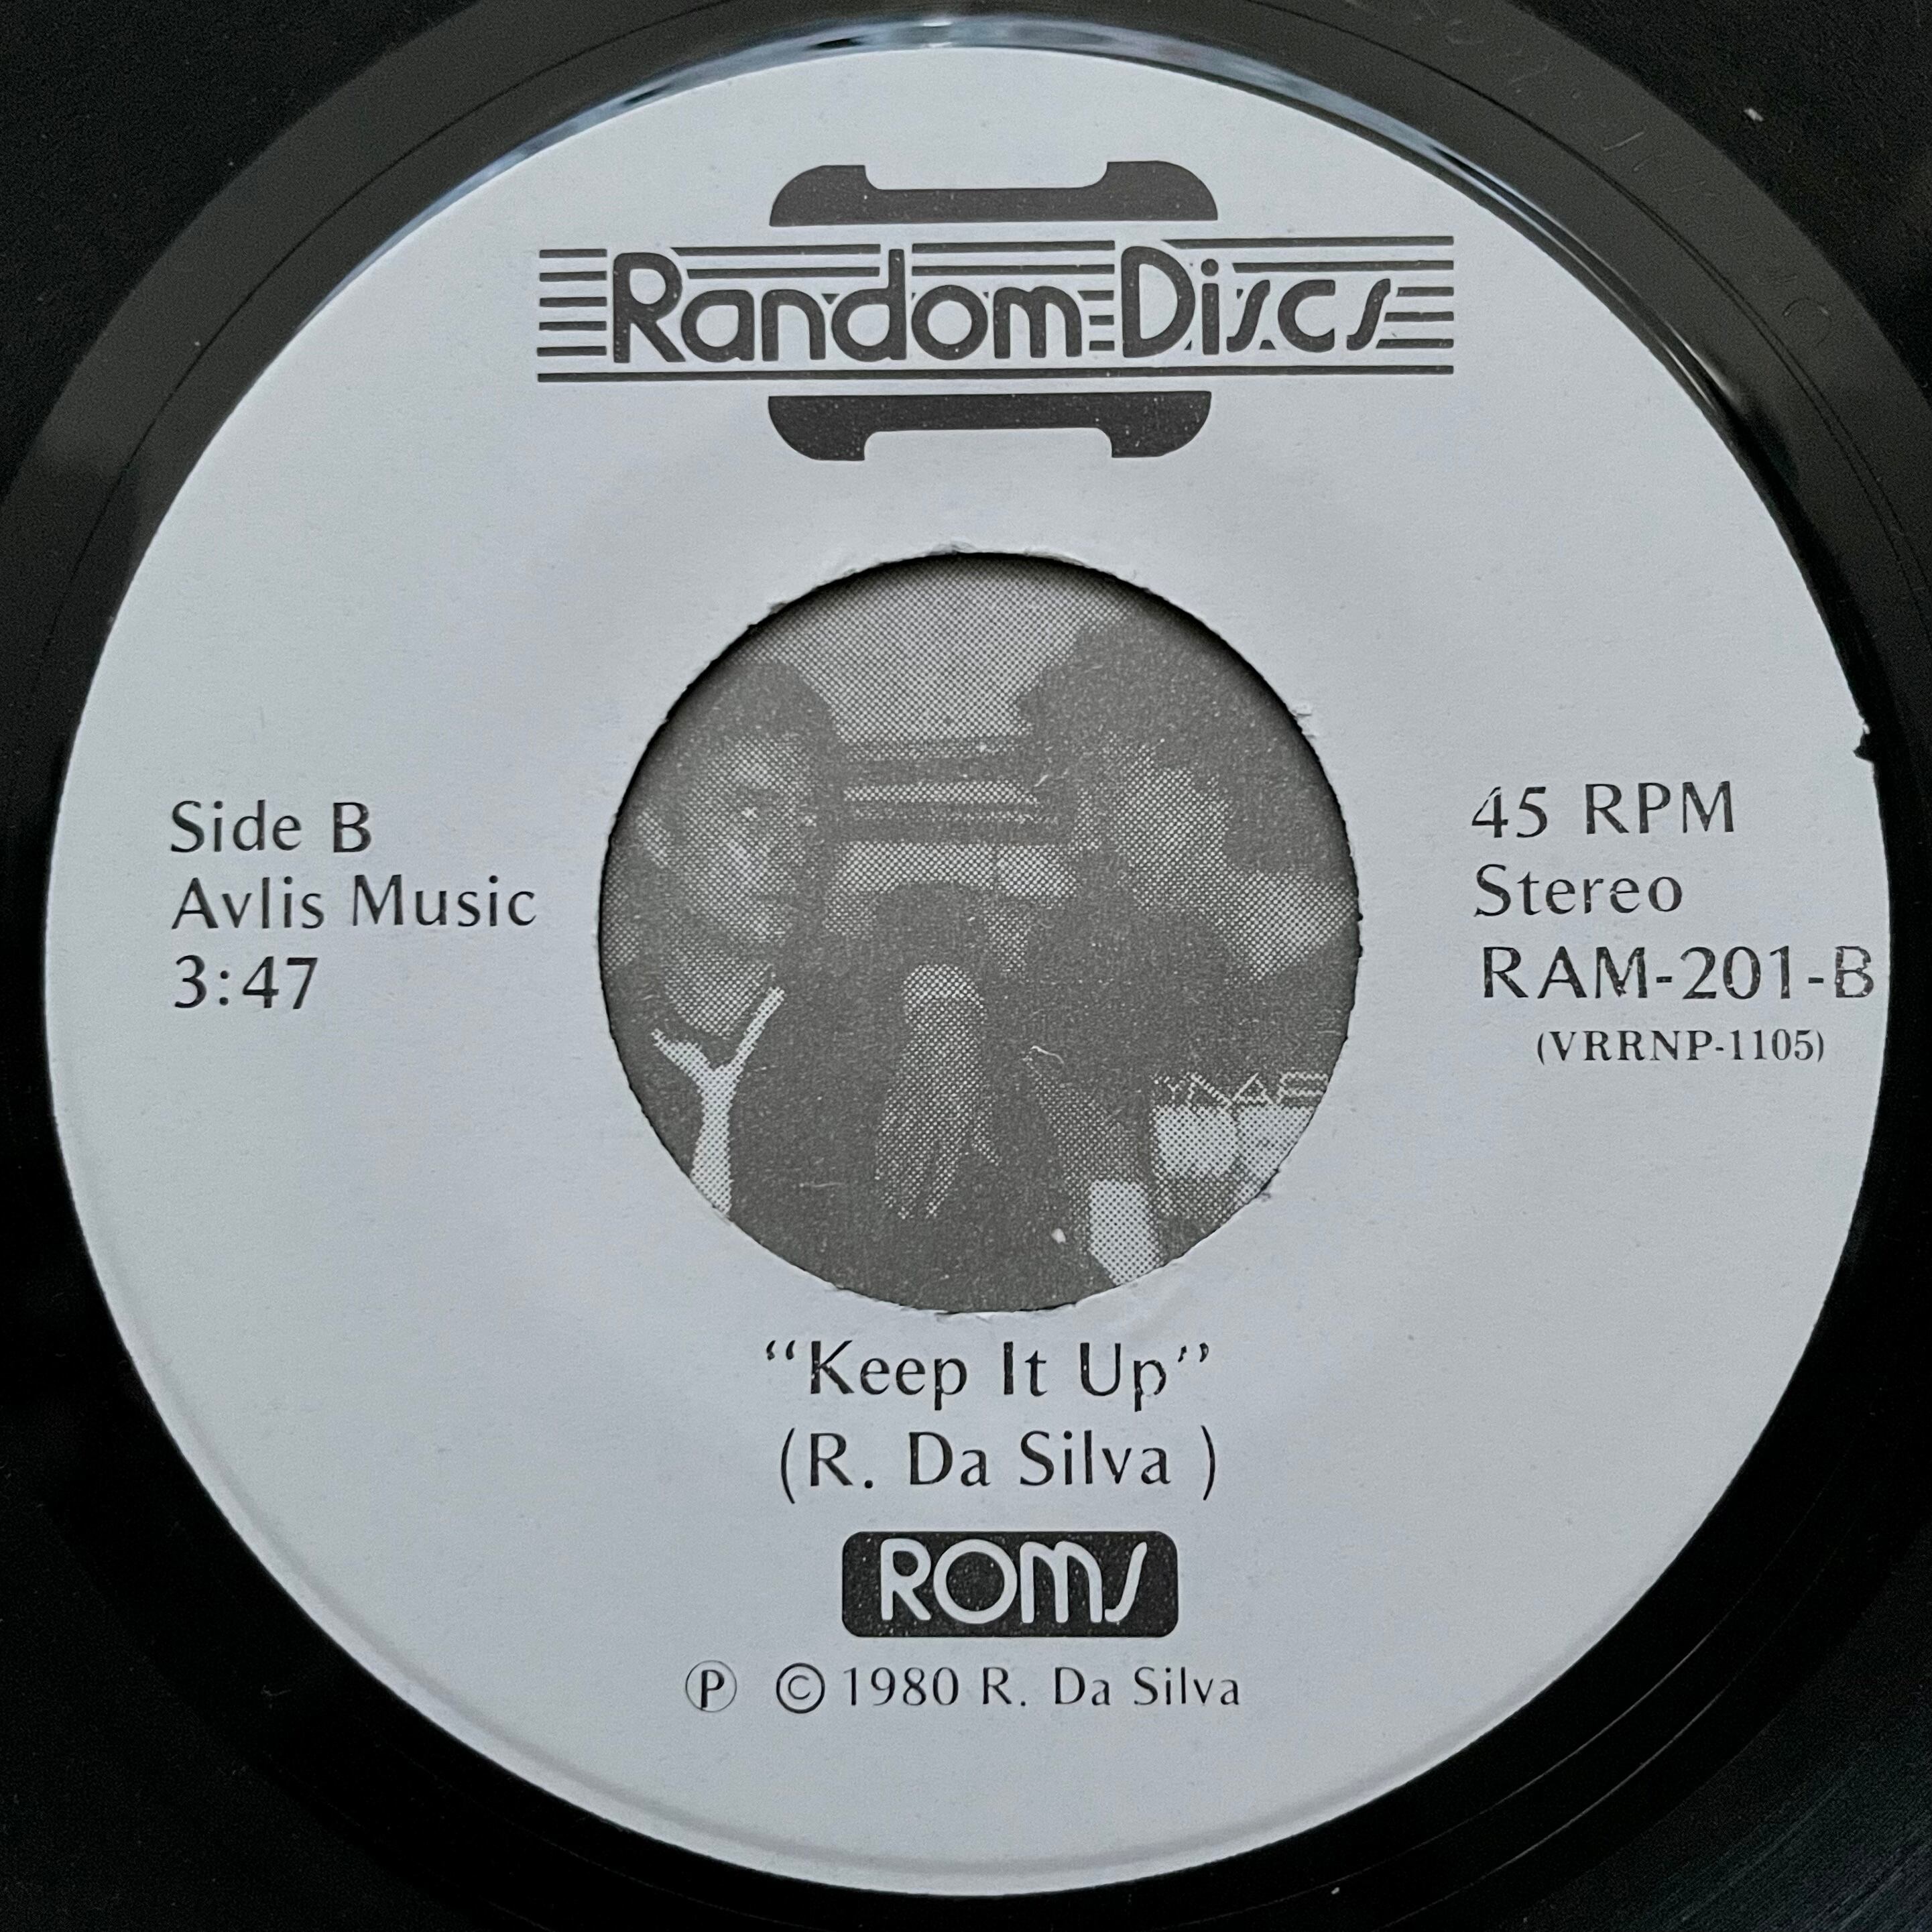 Random Discs
Side B
Avlis Music
3:47
45 RPM
Stereo
RAM-201-B
(VRRNP-1105)
“Keep It Up”
(R. Da Silva )
ROMS
Ⓟ © 1980 R. Da Silva